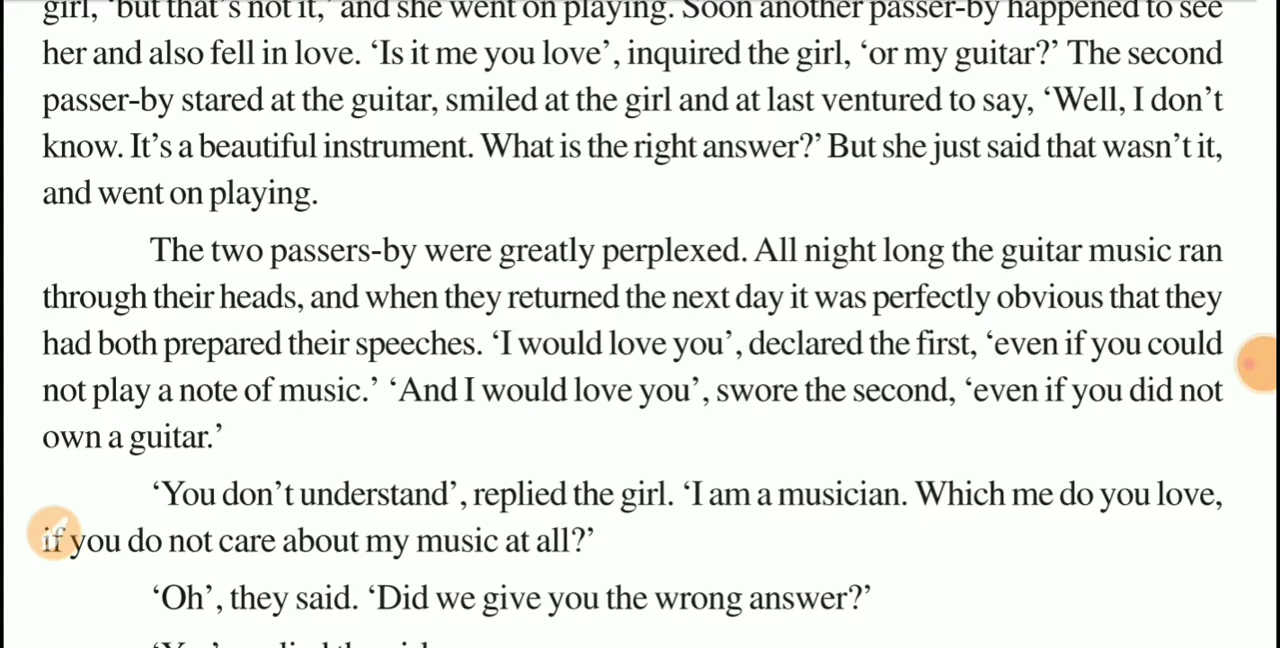 girl, ‘but that’s not it,’ and she went on playing. Soon another passer-by happened to see
her and also fell in love. ‘Is it me you love’, inquired the girl, ‘or my guitar?’ The second
passer-by stared at the guitar, smiled at the girl and at last ventured to say, ‘Well, I don’t
know. It’s a beautiful instrument. What is the right answer?’ But she just said that wasn’t it,
and went on playing.
The two passers-by were greatly perplexed. All night long the guitar music ran
through their heads, and when they returned the next day it was perfectly obvious that they
had both prepared their speeches. ‘I would love you’, declared the first, ‘even if you could
not play a note of music.’ ‘And I would love you’, swore the second, ‘even if you did not
own a guitar.’
‘You don’t understand’, replied the girl. ‘I am a musician. Which me do you love,
if you do not care about my music at all?’
‘Oh’, they said. ‘Did we give you the wrong answer?’